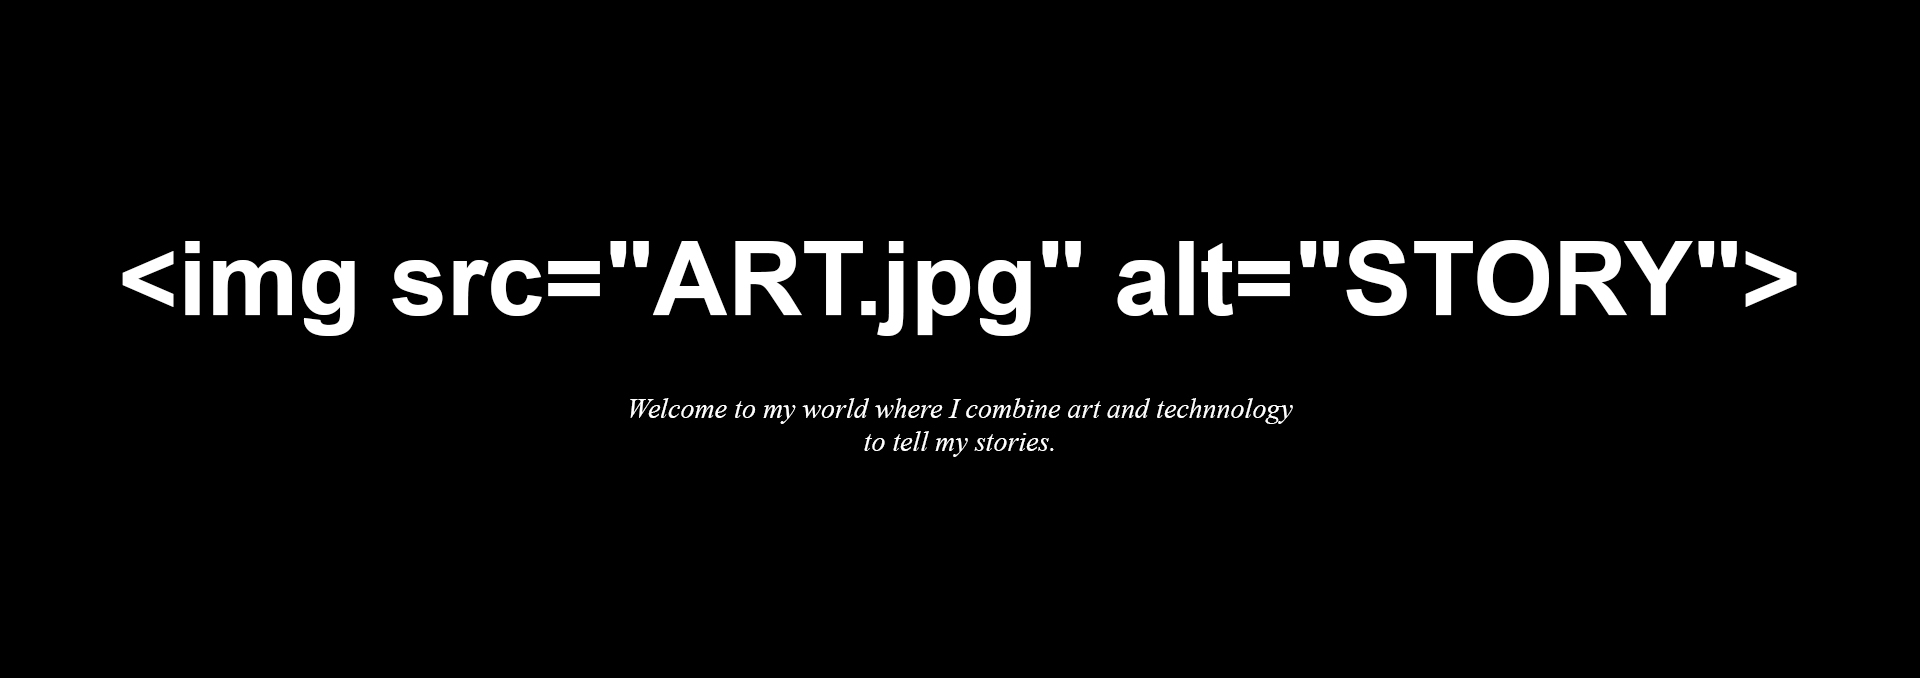 <img src="ART.jpg" alt="STORY">
Welcome to my world where I combine art and technnology
to tell my stories.